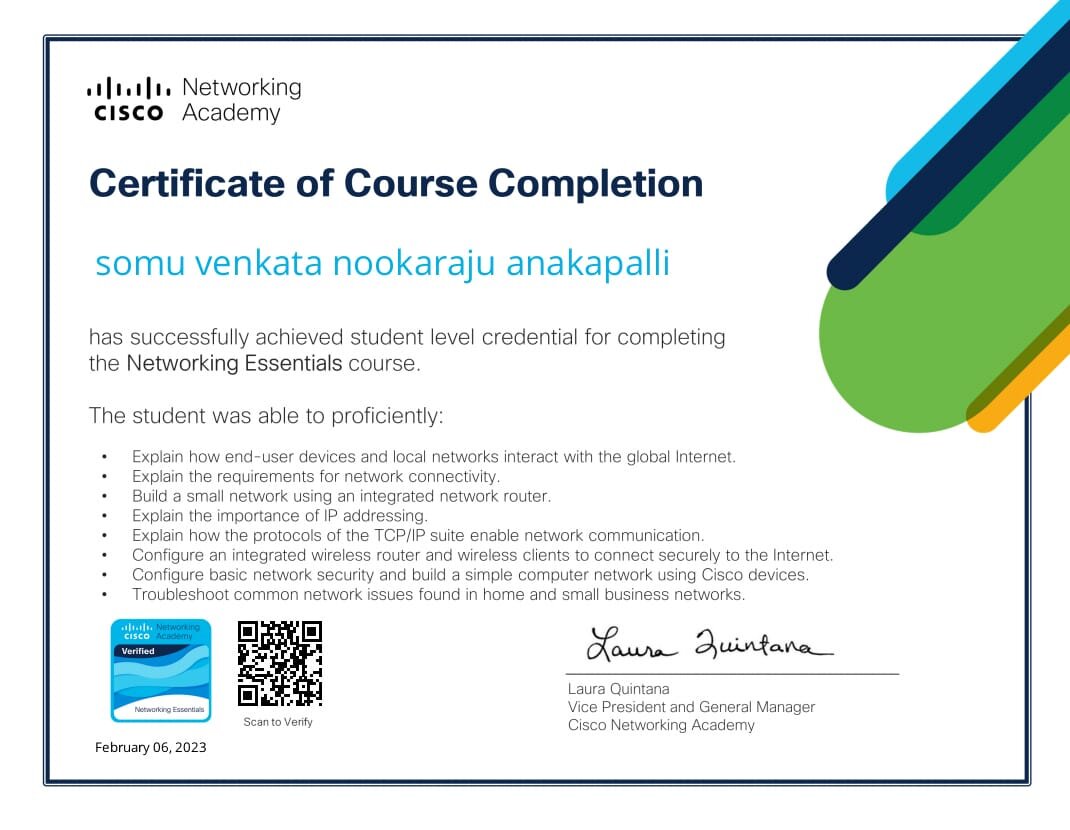 Networking
CISCO Academy
Certificate of Course Completion
somu venkata nookaraju anakapalli
has successfully achieved student level credential for completing
the Networking Essentials course.
The student was able to proficiently:
• Explain how end-user devices and local networks interact with the global Internet.
• Explain the requirements for network connectivity.
• Build a small network using an integrated network router.
• Explain the importance of IP addressing.
• Explain how the protocols of the TCP/IP suite enable network communication.
• Configure an integrated wireless router and wireless clients to connect securely to the Internet.
• Configure basic network security and build a simple computer network using Cisco devices.
• Troubleshoot common network issues found in home and small business networks.
Networking
CISCO Academy
Verified
Networking Essentials
Scan to Verify
February 06, 2023
Laura Quintana
Laura Quintana
Vice President and General Manager
Cisco Networking Academy